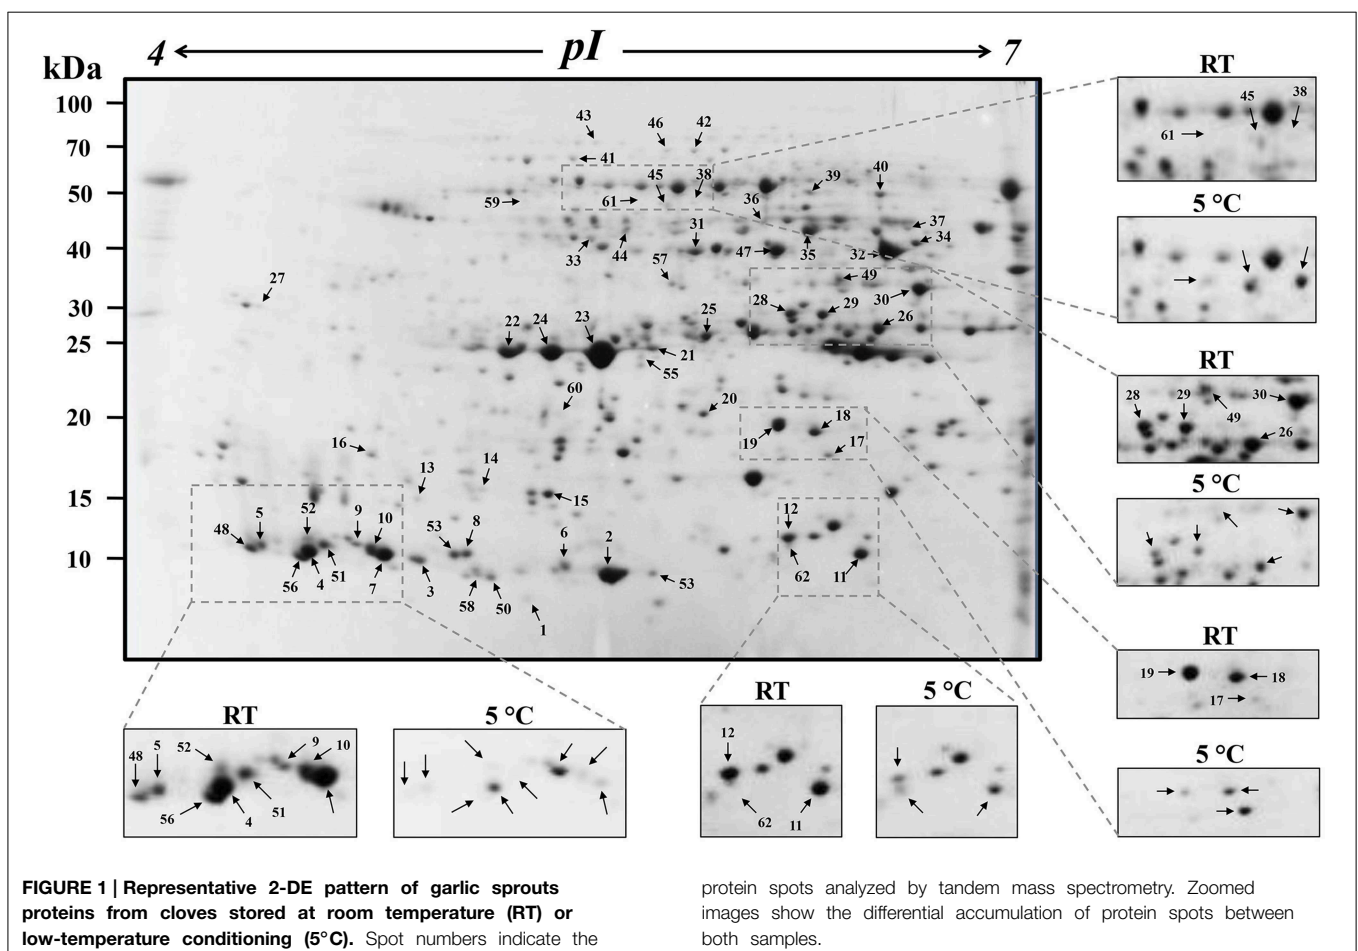 4 pI 7
kDa
100
70
50
40
30
25
20
15
10
43 46 42
41
45 38 39 40
59 61 36
31 37
33 44 47 35 32 34
57 49
27
28 29 30
25 26
22 24 23
21
55
60
20
19 18
16 17
13 14
15
52 9 10
48 5 53 8 6 2 12
56 4 51 7 3 62 11
58 50 53
1
RT
45 38
61
5 °C
RT
28 29 49 30
26
5 °C
RT
19 18
17
5 °C
RT
48 5 52 9 10
56 4 51
5 °C
RT
12
62 11
5 °C
FIGURE 1 | Representative 2-DE pattern of garlic sprouts
proteins from cloves stored at room temperature (RT) or
low-temperature conditioning (5°C). Spot numbers indicate the
protein spots analyzed by tandem mass spectrometry. Zoomed
images show the differential accumulation of protein spots between
both samples.